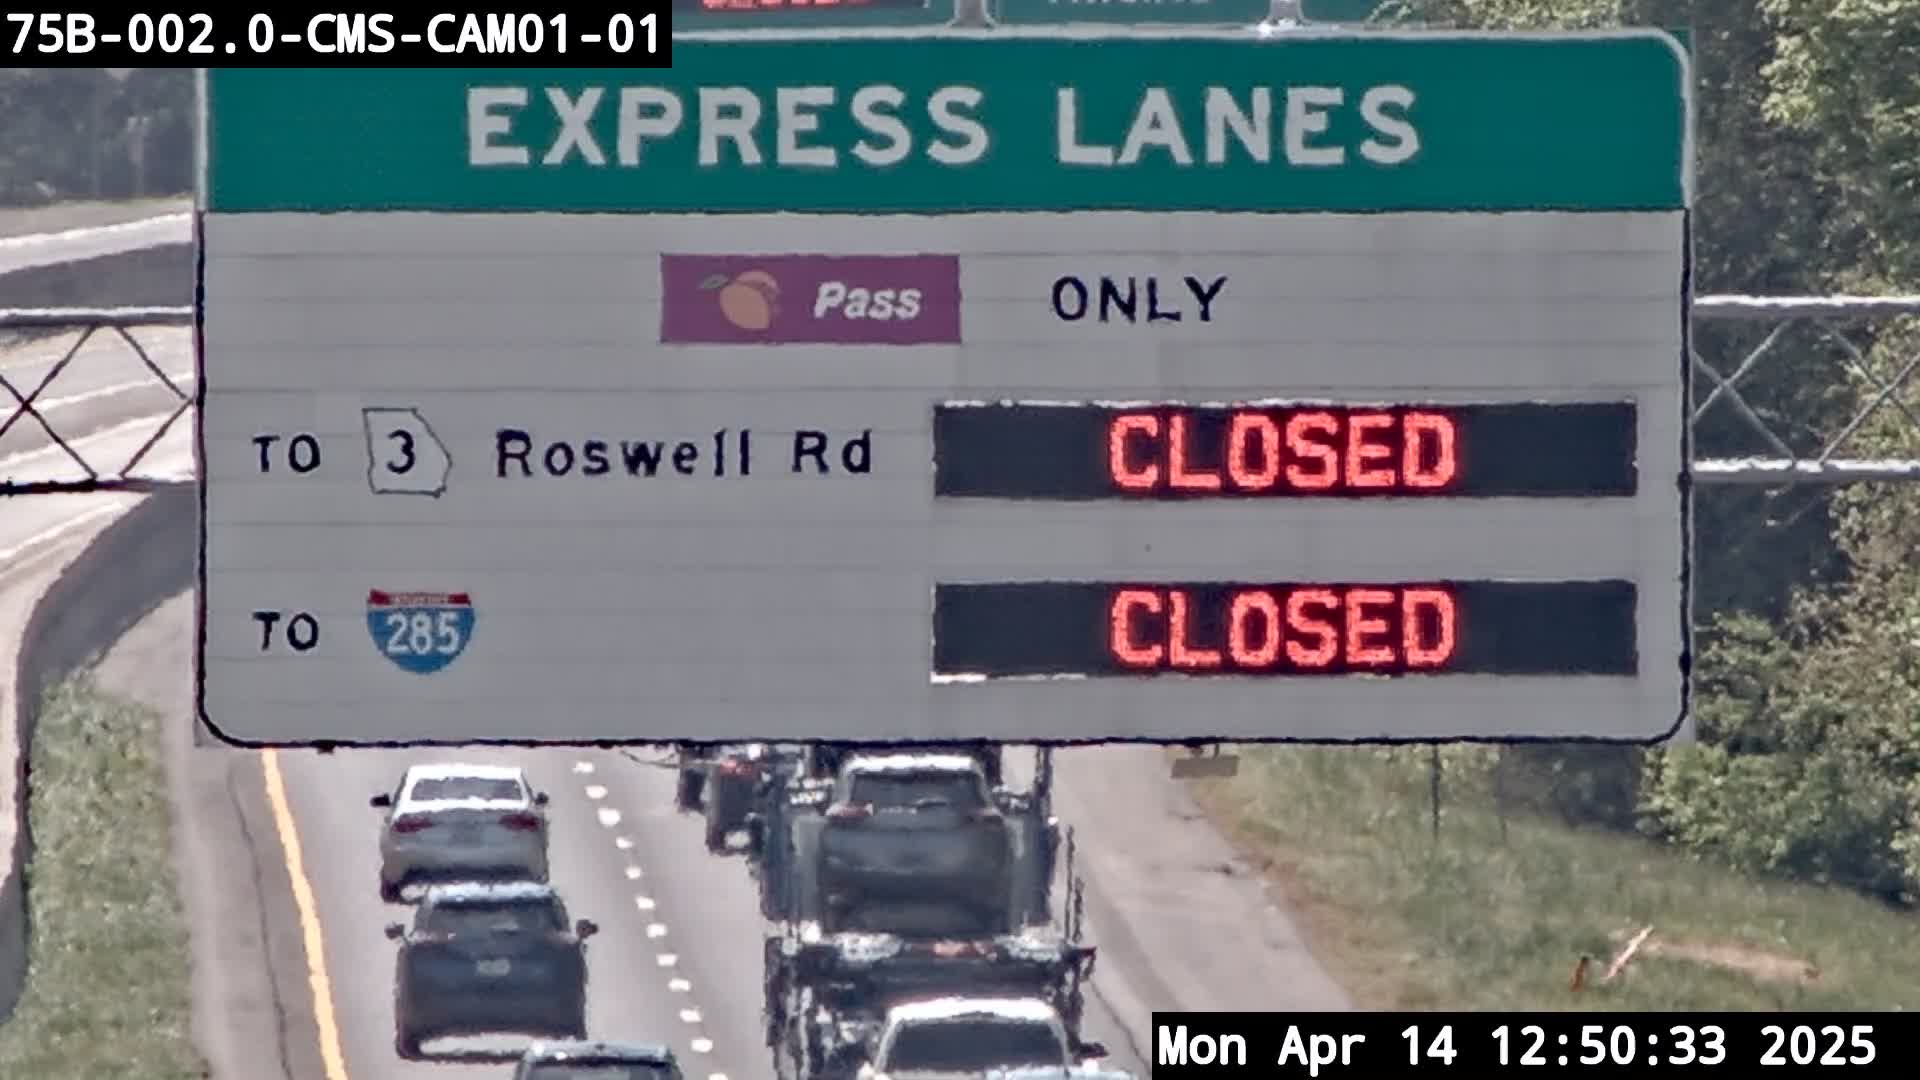 75B-002.0-CMS-CAM01-01
EXPRESS LANES
Pass ONLY
TO 3 Roswell Rd CLOSED
TO 285 CLOSED
Mon Apr 14 12:50:33 2025